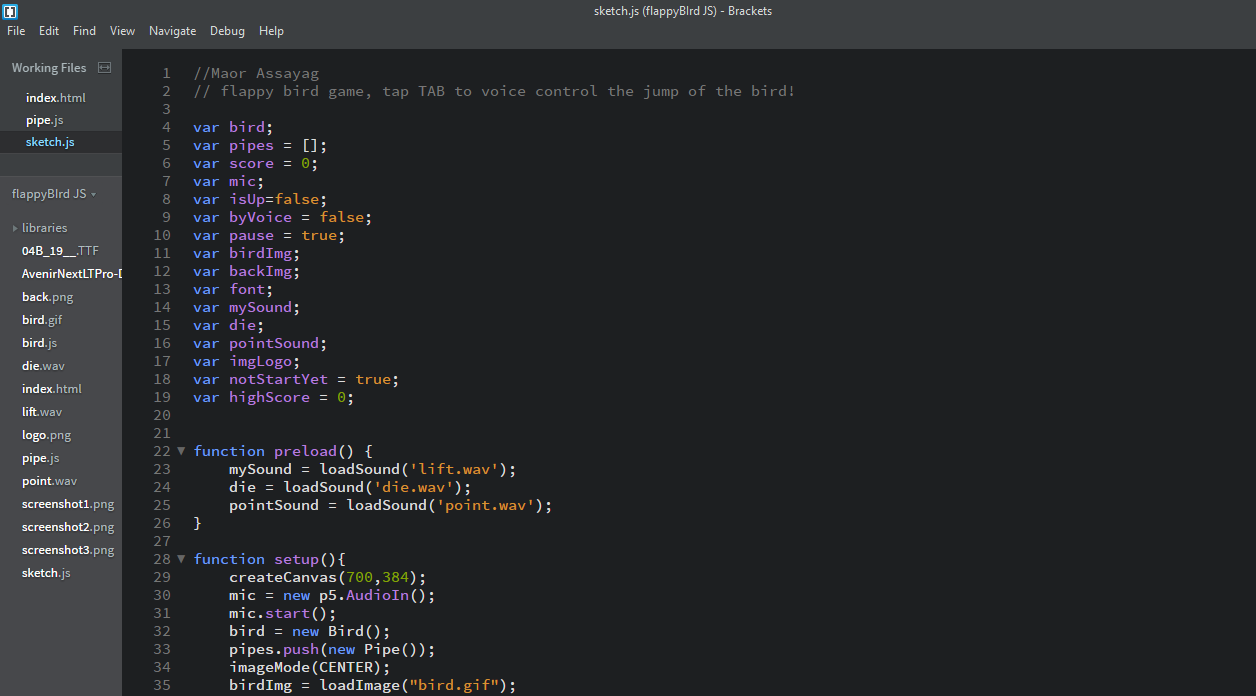 sketch.js (flappyBIrd JS) - Brackets
File Edit Find View Navigate Debug Help
Working Files
index.html
pipe.js
sketch.js
flappyBIrd JS
libraries
04B_19__.TTF
AvenirNextLTPro-D
back.png
bird.gif
bird.js
die.wav
index.html
lift.wav
logo.png
pipe.js
point.wav
screenshot1.png
screenshot2.png
screenshot3.png
sketch.js
1 //Maor Assayag
2 // flappy bird game, tap TAB to voice control the jump of the bird!
3
4 var bird;
5 var pipes = [];
6 var score = 0;
7 var mic;
8 var isUp=false;
9 var byVoice = false;
10 var pause = true;
11 var birdImg;
12 var backImg;
13 var font;
14 var mySound;
15 var die;
16 var pointSound;
17 var imgLogo;
18 var notStartYet = true;
19 var highScore = 0;
20
21
22 function preload() {
23 mySound = loadSound('lift.wav');
24 die = loadSound('die.wav');
25 pointSound = loadSound('point.wav');
26 }
27
28 function setup(){
29 createCanvas(700,384);
30 mic = new p5.AudioIn();
31 mic.start();
32 bird = new Bird();
33 pipes.push(new Pipe());
34 imageMode(CENTER);
35 birdImg = loadImage("bird.gif");